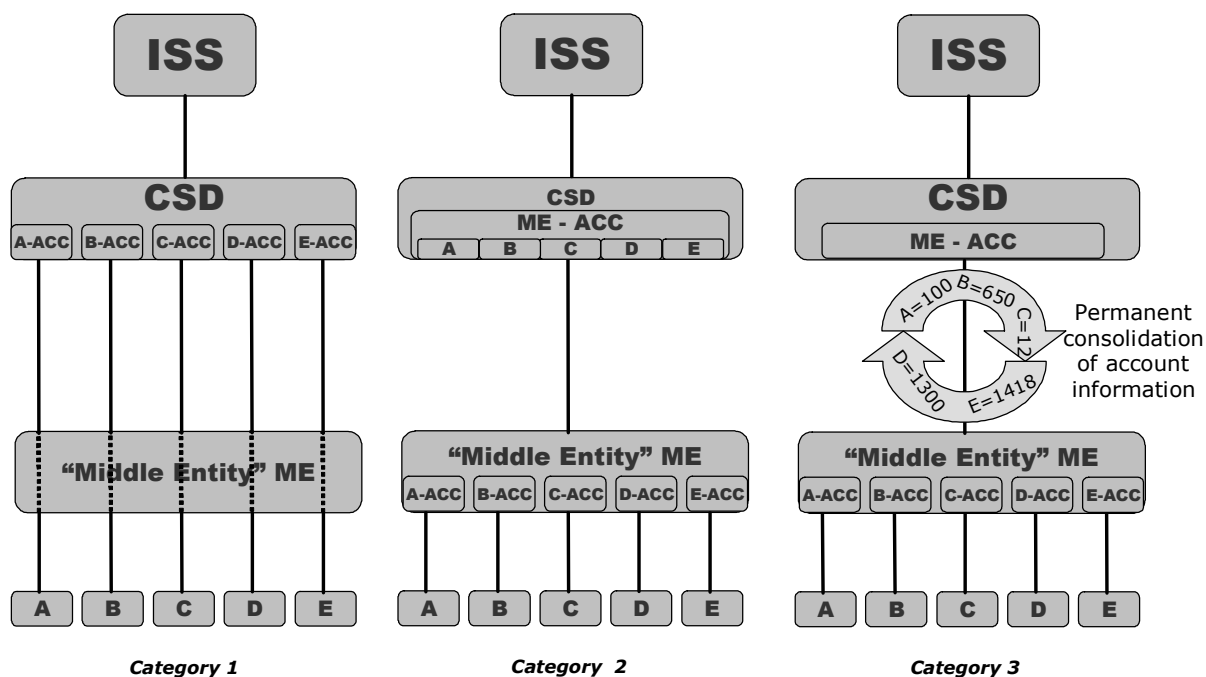 ISS
CSD
A-ACC B-ACC C-ACC D-ACC E-ACC
“Middle Entity” ME
A B C D E
Category 1
ISS
CSD
ME - ACC
A B C D E
“Middle Entity” ME
A-ACC B-ACC C-ACC D-ACC E-ACC
A B C D E
Category 2
ISS
CSD
ME - ACC
A=100 B=650 C=12
E=1418 D=1300
Permanent
consolidation
of account
information
“Middle Entity” ME
A-ACC B-ACC C-ACC D-ACC E-ACC
A B C D E
Category 3